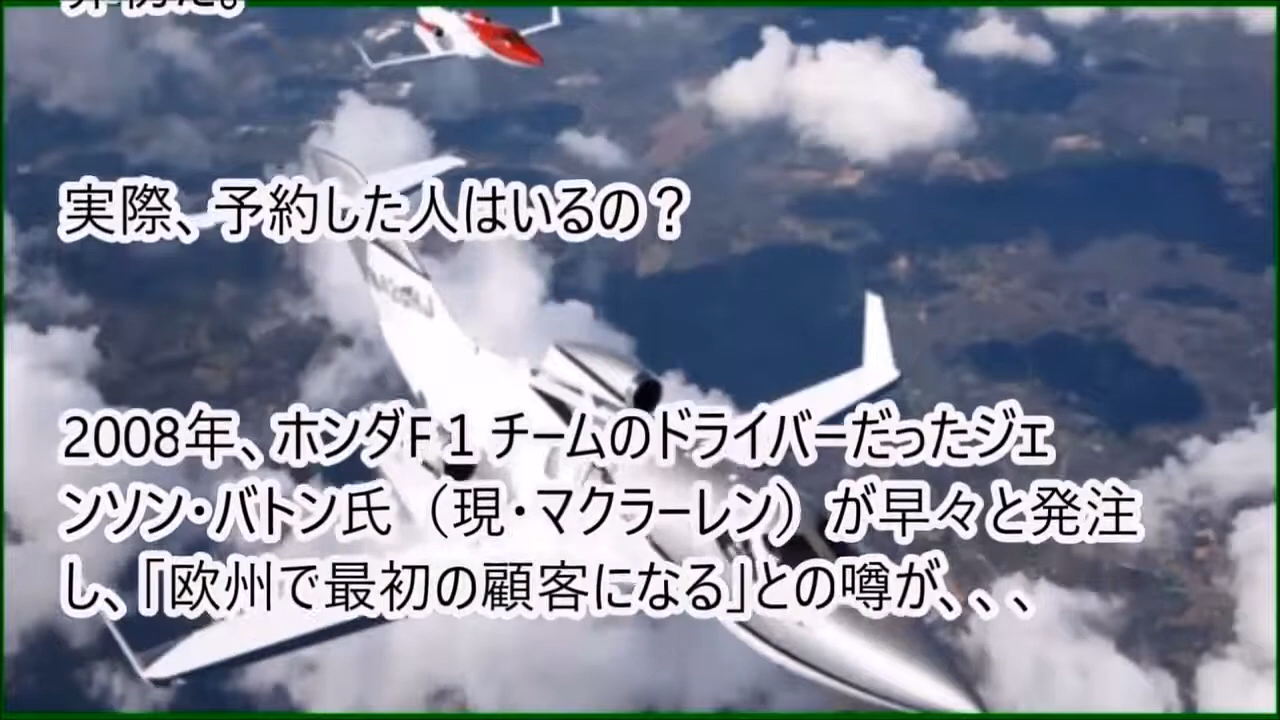 実際、予約した人はいるの？
2008年、ホンダF１チームのドライバーだったジェ
ンソン・バトン氏（現・マクラーレン）が早々と発注
し、「欧州で最初の顧客になる」との噂が、、、